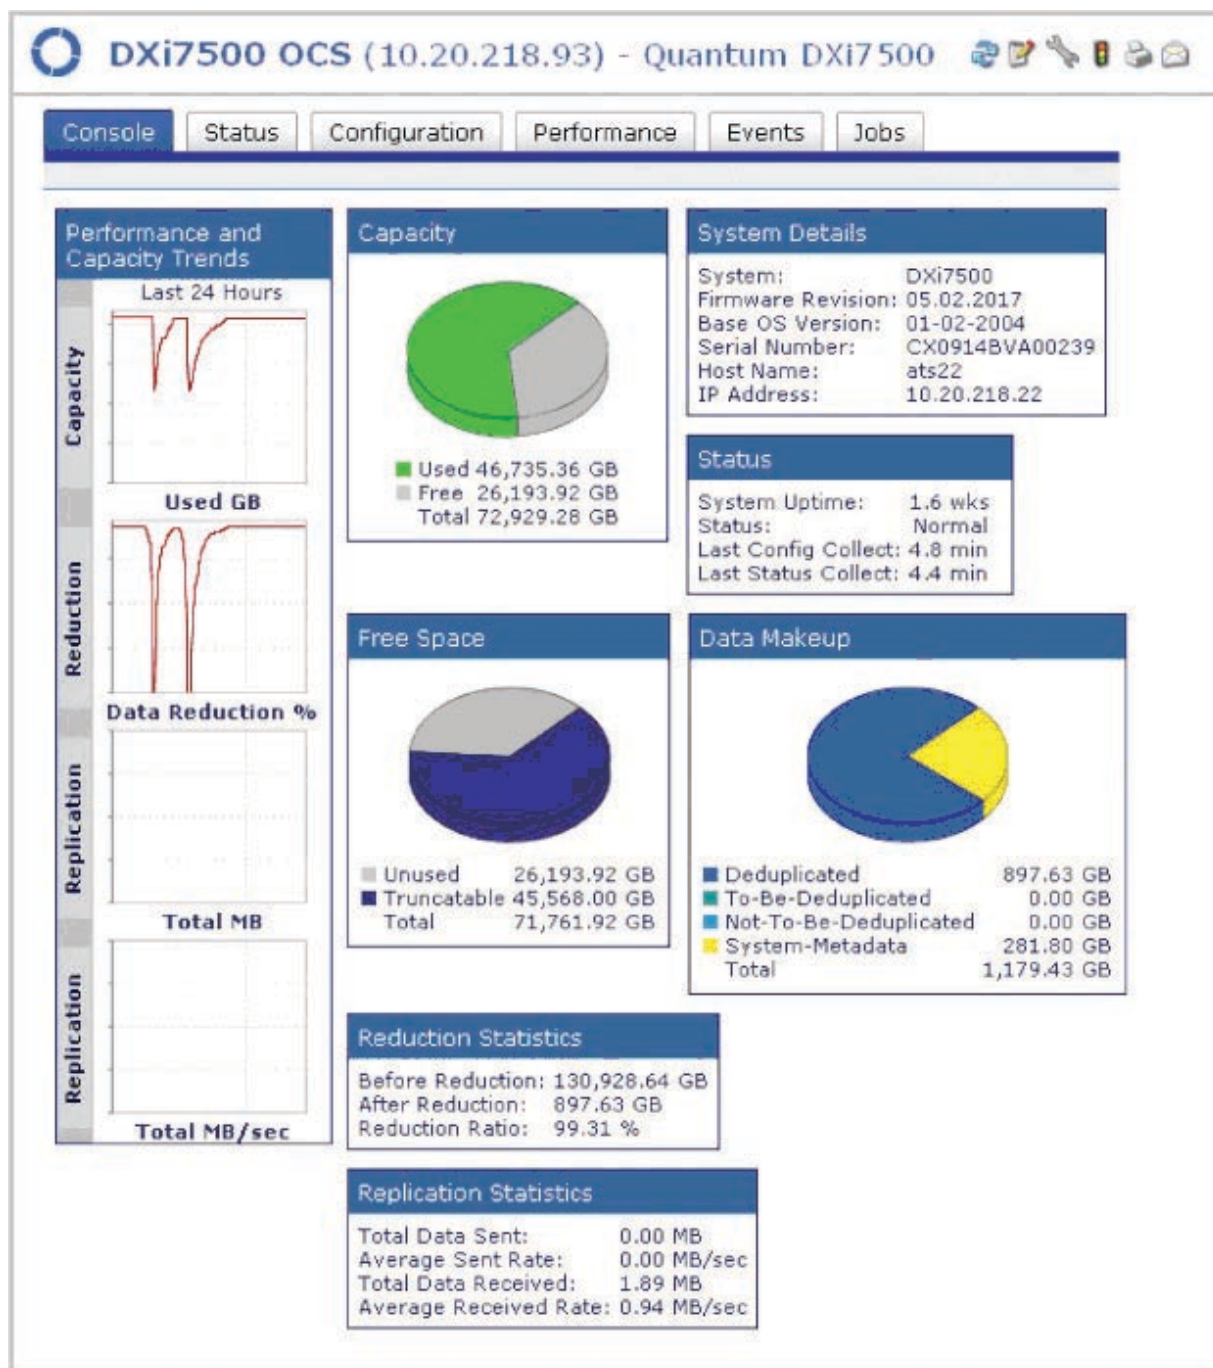 DXi7500 OCS (10.20.218.93) - Quantum DXi7500
Console Status Configuration Performance Events Jobs
Performance and
Capacity Trends
Last 24 Hours
Capacity
Used GB
Reduction
Data Reduction %
Replication
Total MB
Replication
Total MB/sec
Capacity
Used 46,735.36 GB
Free 26,193.92 GB
Total 72,929.28 GB
System Details
System: DXi7500
Firmware Revision: 05.02.2017
Base OS Version: 01-02-2004
Serial Number: CX0914BVA00239
Host Name: ats22
IP Address: 10.20.218.22
Status
System Uptime: 1.6 wks
Status: Normal
Last Config Collect: 4.8 min
Last Status Collect: 4.4 min
Free Space
Unused 26,193.92 GB
Truncatable 45,568.00 GB
Total 71,761.92 GB
Data Makeup
Deduplicated 897.63 GB
To-Be-Deduplicated 0.00 GB
Not-To-Be-Deduplicated 0.00 GB
System-Metadata 281.80 GB
Total 1,179.43 GB
Reduction Statistics
Before Reduction: 130,928.64 GB
After Reduction: 897.63 GB
Reduction Ratio: 99.31 %
Replication Statistics
Total Data Sent: 0.00 MB
Average Sent Rate: 0.00 MB/sec
Total Data Received: 1.89 MB
Average Received Rate: 0.94 MB/sec